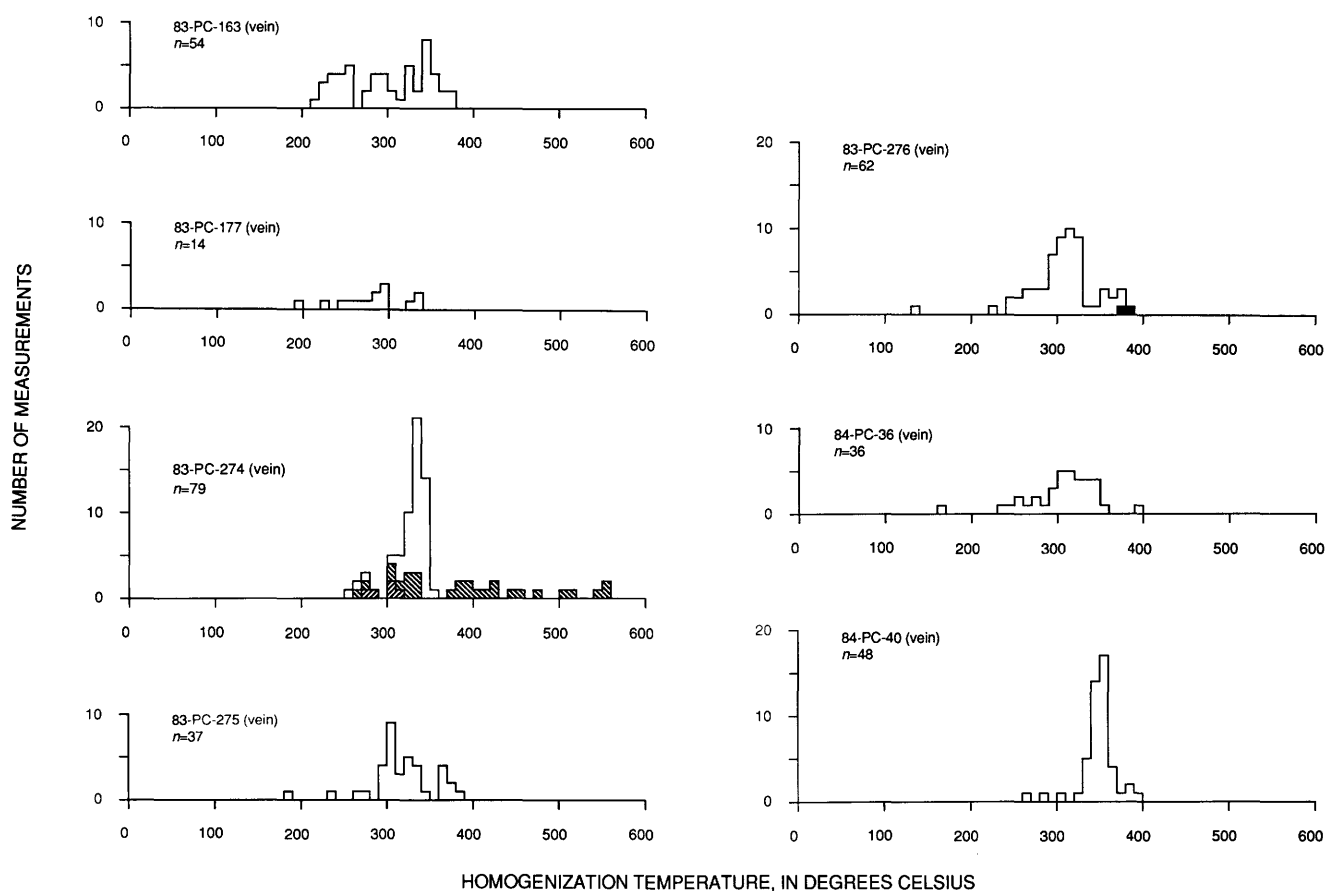 NUMBER OF MEASUREMENTS
83-PC-163 (vein)
n=54
10
0
0 100 200 300 400 500 600
83-PC-177 (vein)
n=14
10
0
0 100 200 300 400 500 600
83-PC-274 (vein)
n=79
20
10
0
0 100 200 300 400 500 600
83-PC-275 (vein)
n=37
10
0
0 100 200 300 400 500 600
83-PC-276 (vein)
n=62
20
10
0
0 100 200 300 400 500 600
84-PC-36 (vein)
n=36
10
0
0 100 200 300 400 500 600
84-PC-40 (vein)
n=48
20
10
0
0 100 200 300 400 500 600
HOMOGENIZATION TEMPERATURE, IN DEGREES CELSIUS